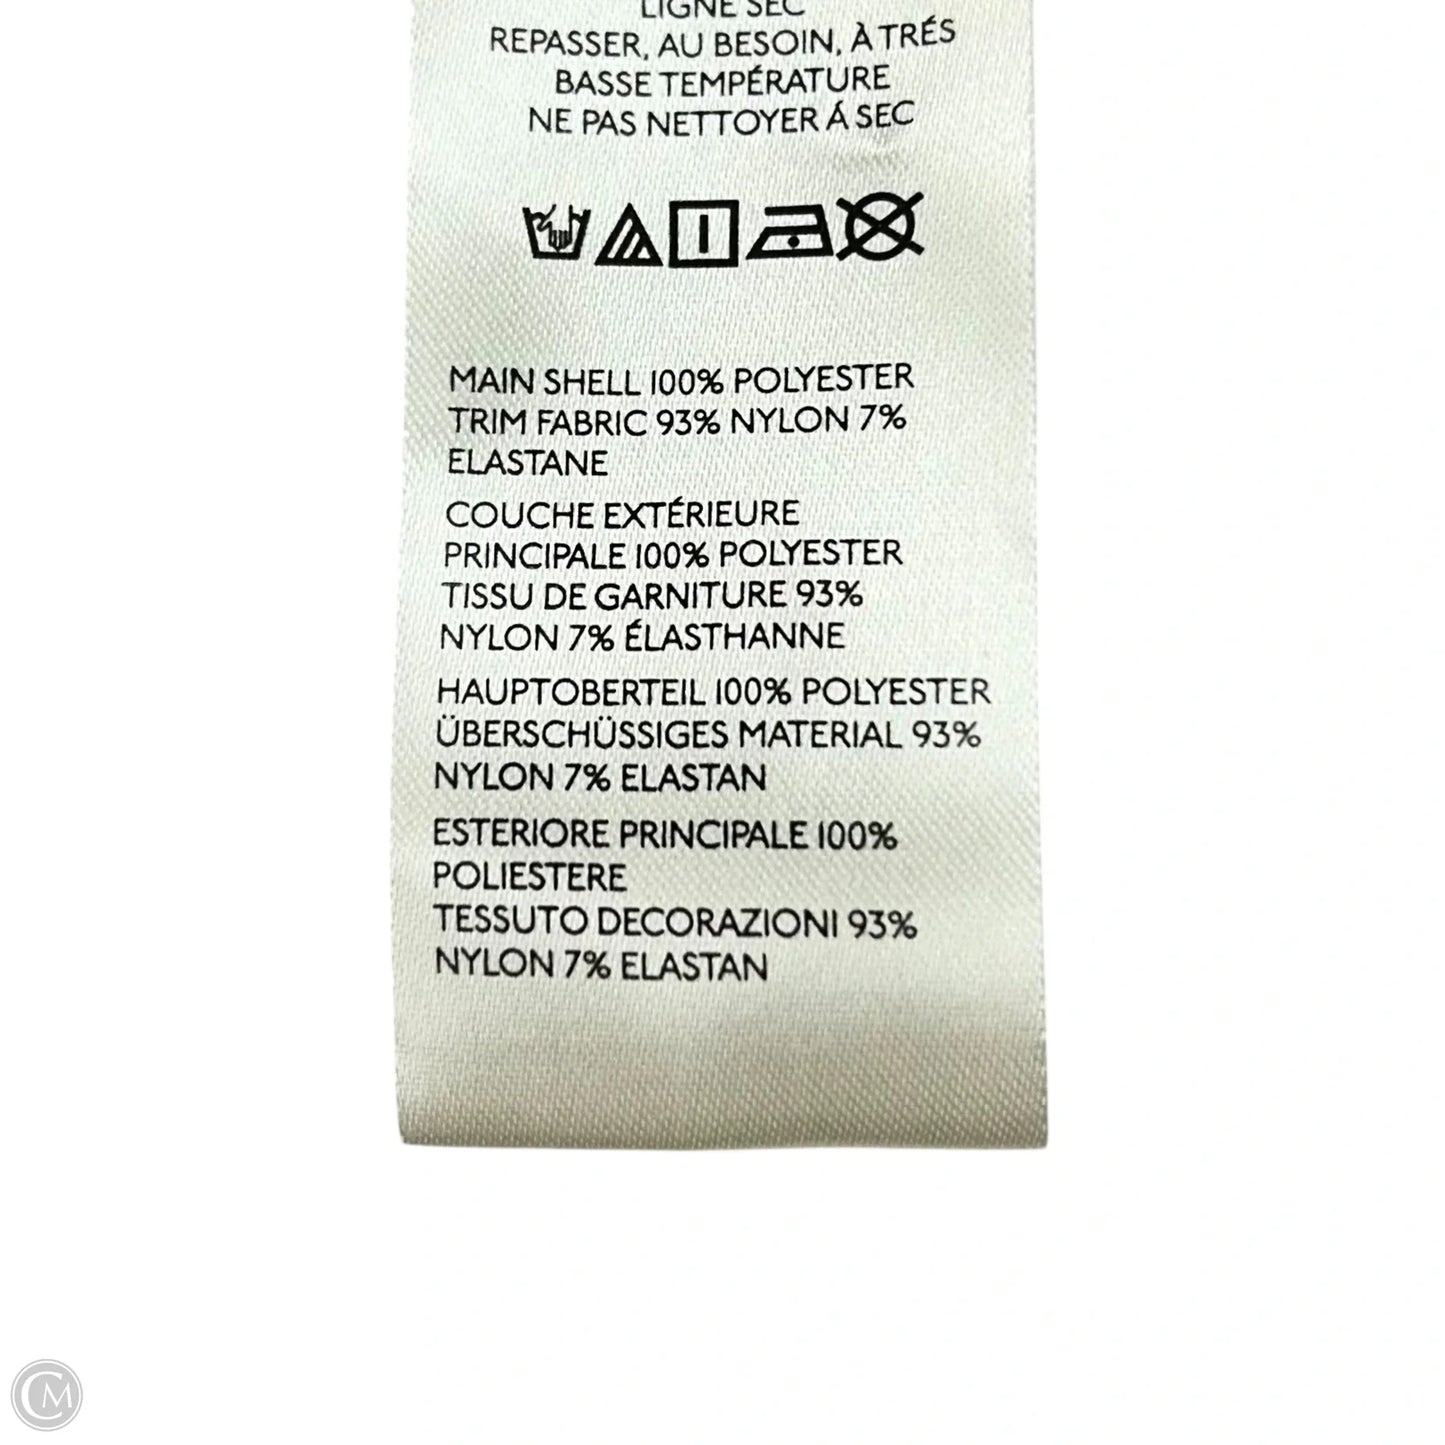 LIGNE SEC
REPASSER, AU BESOIN, À TRÉS
BASSE TEMPÉRATURE
NE PAS NETTOYER Á SEC
MAIN SHELL 100% POLYESTER
TRIM FABRIC 93% NYLON 7%
ELASTANE
COUCHE EXTÉRIEURE
PRINCIPALE 100% POLYESTER
TISSU DE GARNITURE 93%
NYLON 7% ÉLASTHANNE
HAUPTOBERTEIL 100% POLYESTER
ÜBERSCHÜSSIGES MATERIAL 93%
NYLON 7% ELASTAN
ESTERIORE PRINCIPALE 100%
POLIESTERE
TESSUTO DECORAZIONI 93%
NYLON 7% ELASTAN
CM